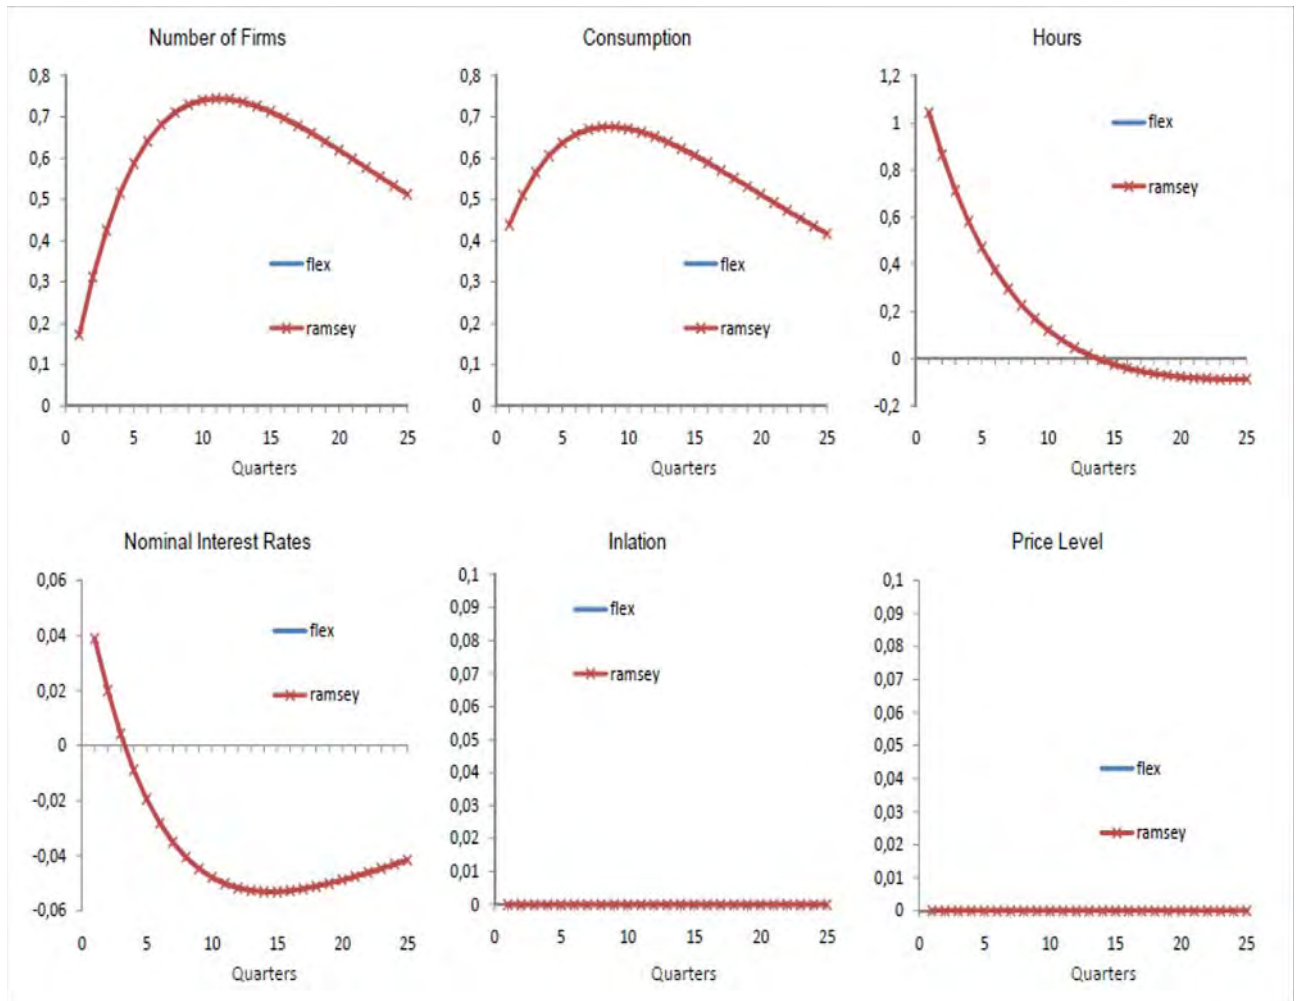 Number of Firms
0,8
0,7
0,6
0,5
0,4
0,3
0,2
0,1
0
0 5 10 15 20 25
Quarters
flex
ramsey
Consumption
0,8
0,7
0,6
0,5
0,4
0,3
0,2
0,1
0
0 5 10 15 20 25
Quarters
flex
ramsey
Hours
1,2
1
0,8
0,6
0,4
0,2
0
-0,2
0 5 10 15 20 25
Quarters
flex
ramsey
Nominal Interest Rates
0,06
0,04
0,02
0
-0,02
-0,04
-0,06
0 5 10 15 20 25
Quarters
flex
ramsey
Inlation
0,1
0,09
0,08
0,07
0,06
0,05
0,04
0,03
0,02
0,01
0
0 5 10 15 20 25
Quarters
flex
ramsey
Price Level
0,1
0,09
0,08
0,07
0,06
0,05
0,04
0,03
0,02
0,01
0
0 5 10 15 20 25
Quarters
flex
ramsey